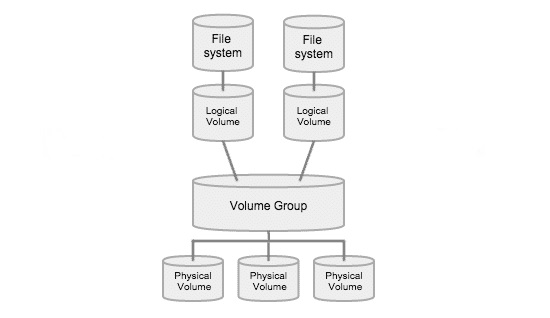 File
system
File
system
Logical
Volume
Logical
Volume
Volume Group
Physical
Volume
Physical
Volume
Physical
Volume